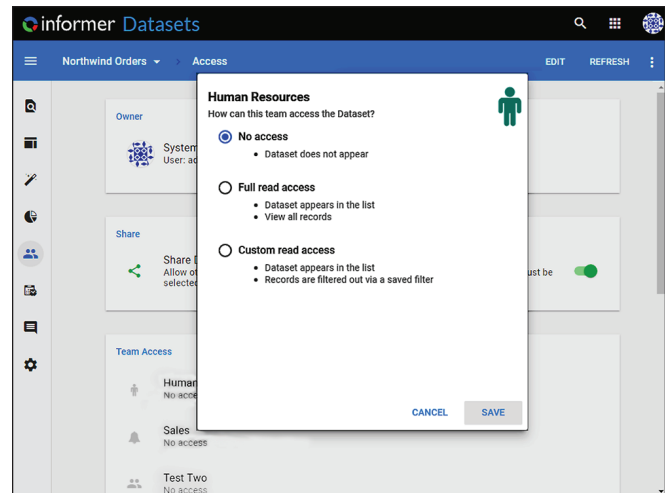 informer Datasets
Northwind Orders
Access
EDIT
REFRESH
Owner
System
User: ad
Share
Share D
Allow ot
selected
ust be
Team Access
Human
No acce
Sales
No access
Test Two
No access
Human Resources
How can this team access the Dataset?
No access
Dataset does not appear
Full read access
Dataset appears in the list
View all records
Custom read access
Dataset appears in the list
Records are filtered out via a saved filter
CANCEL
SAVE